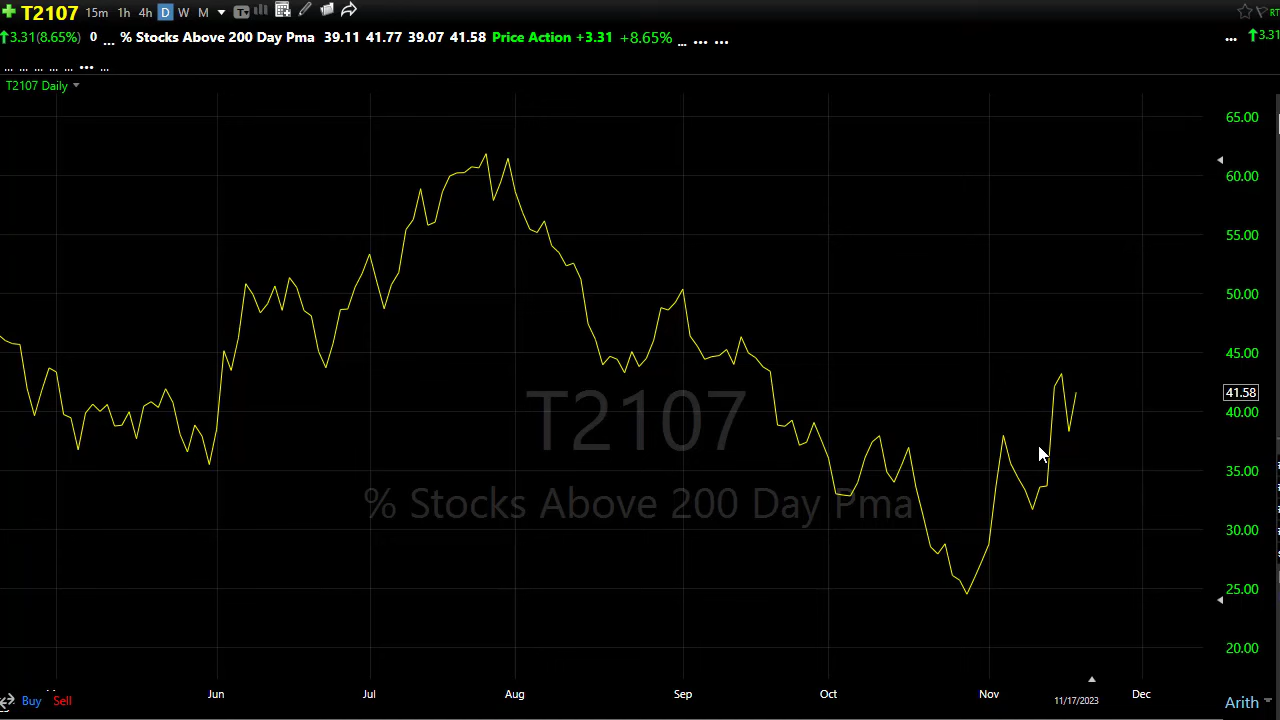 T2107 15m 1h 4h D W M T RT
3.31(8.65%) 0 ... % Stocks Above 200 Day Pma 39.11 41.77 39.07 41.58 Price Action +3.31 +8.65% ... ... ... ... 3.31
... ... ... ... ... ... ...
T2107 Daily
65.00
60.00
55.00
50.00
45.00
41.58
40.00
35.00
30.00
25.00
20.00
T2107
% Stocks Above 200 Day Pma
Jun Jul Aug Sep Oct Nov Dec
11/17/2023
Buy Sell Arith